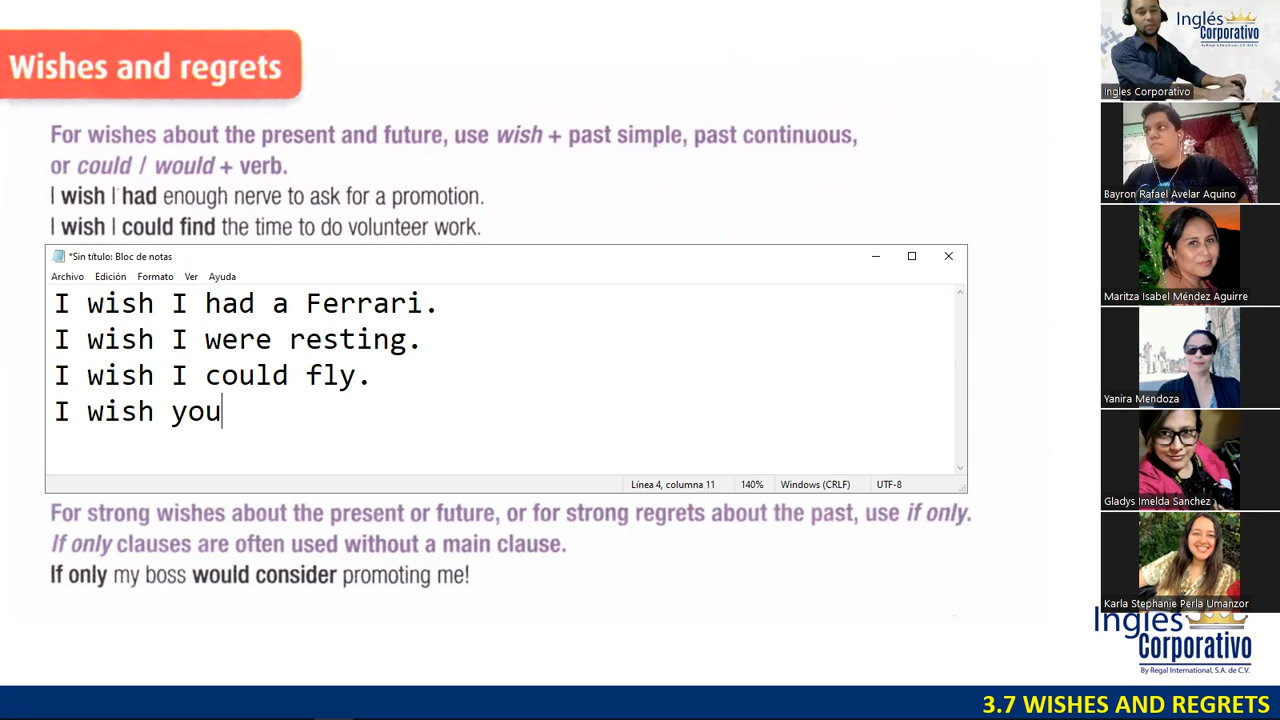 Wishes and regrets
For wishes about the present and future, use wish + past simple, past continuous,
or could / would + verb.
I wish I had enough nerve to ask for a promotion.
I wish I could find the time to do volunteer work.
*Sin título: Bloc de notas
Archivo Edición Formato Ver Ayuda
I wish I had a Ferrari.
I wish I were resting.
I wish I could fly.
I wish you
Línea 4, columna 11 140% Windows (CRLF) UTF-8
For strong wishes about the present for strong regrets about the past, use if only.
If only clauses are often used without a main clause.
If only my boss would consider promoting me!
Inglés
Corporativo
Ingles Corporativo
Bayron Rafael Avelar Aquino
Maritza Isabel Méndez Aguirre
Yanira Mendoza
Gladys Imelda Sanchez
Karla Stephanie Perla Umanzor
Inglés
Corporativo
By Regal International, S.A. de C.V.
3.7 WISHES AND REGRETS